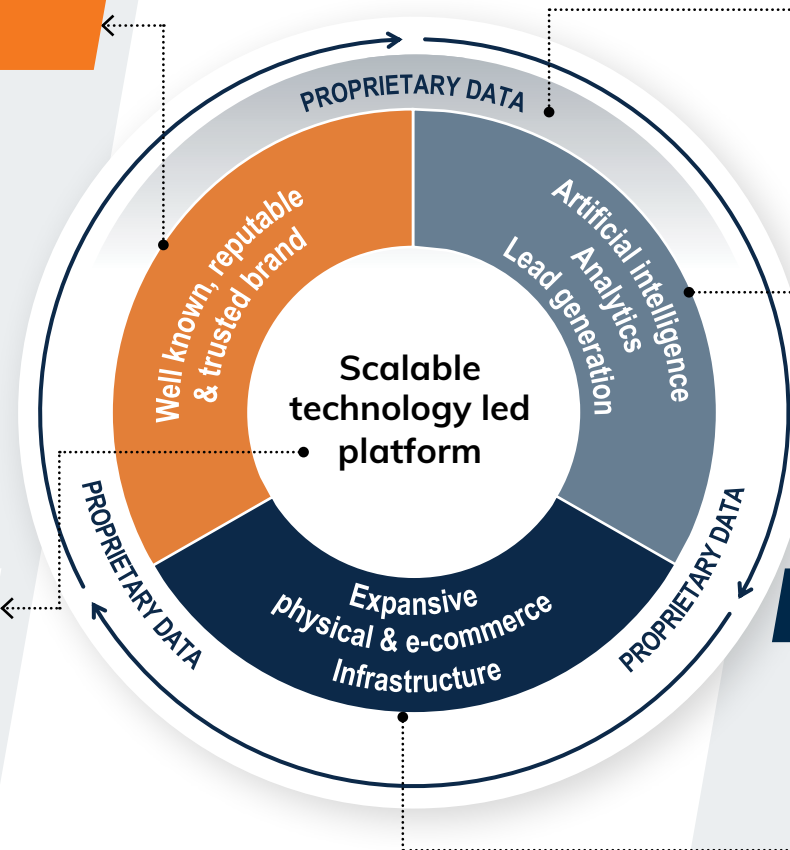 PROPRIETARY DATA
Well known, reputable
& trusted brand
Artificial intelligence
Analytics
Lead generation
Scalable
technology led
platform
PROPRIETARY DATA
PROPRIETARY DATA
Expansive
physical & e-commerce
Infrastructure